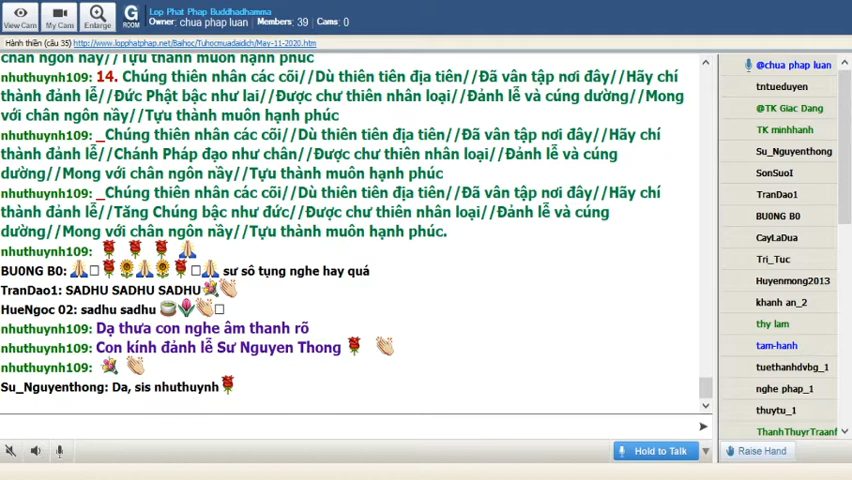 Lop Phat Phap Buddhadhamma
Owner: chua phap luan Members: 39 Cams: 0
View Cam
My Cams
Enlarge
G
ROOM
Hành thiền (câu 35) http://www.lopphatphap.net/Baihoc/Tuhocmuadaidich/May-11-2020.htm
chân ngôn nầy//Tựu thành muôn hạnh phúc
nhuthuynh109: 14. Chúng thiên nhân các cõi//Dù thiên tiên địa tiên//Đã vân tập nơi đây//Hãy chí
thành đảnh lễ//Đức Phật bậc như lai//Được chư thiên nhân loại//Đảnh lễ và cúng dường//Mong
với chân ngôn nầy//Tựu thành muôn hạnh phúc
nhuthuynh109: _Chúng thiên nhân các cõi//Dù thiên tiên địa tiên//Đã vân tập nơi đây//Hãy chí
thành đảnh lễ//Chánh Pháp đạo như chân//Được chư thiên nhân loại//Đảnh lễ và cúng
dường//Mong với chân ngôn nầy//Tựu thành muôn hạnh phúc
nhuthuynh109: _Chúng thiên nhân các cõi//Dù thiên tiên địa tiên//Đã vân tập nơi đây//Hãy chí
thành đảnh lễ//Tăng Chúng bậc như đức//Được chư thiên nhân loại//Đảnh lễ và cúng
dường//Mong với chân ngôn nầy//Tựu thành muôn hạnh phúc.
nhuthuynh109: 🌹 🌹 🌹 🙏
BU0NG B0: 🙏□🌹🌻🙏🌻🌹□🙏 sư sô tụng nghe hay quá
TranDao1: SADHU SADHU SADHU💐👏
HueNgoc 02: sadhu sadhu 🍵🌷👏□
nhuthuynh109: Dạ thưa con nghe âm thanh rõ
nhuthuynh109: Con kính đảnh lễ Sư Nguyen Thong 🌹 👏
nhuthuynh109: 💐 👏
Su_Nguyenthong: Da, sis nhuthuynh🌹
Hold to Talk
@chua phap luan
tntueduyen
@TK Giac Dang
TK minhhanh
Su_Nguyenthong
SonSuoI
TranDao1
BU0NG B0
CayLaDua
Tri_Tuc
Huyenmong2013
khanh an_2
thy lam
tam-hanh
tuethanhdvbg_1
nghe phap_1
thuytu_1
ThanhThuyrTraanf
Raise Hand